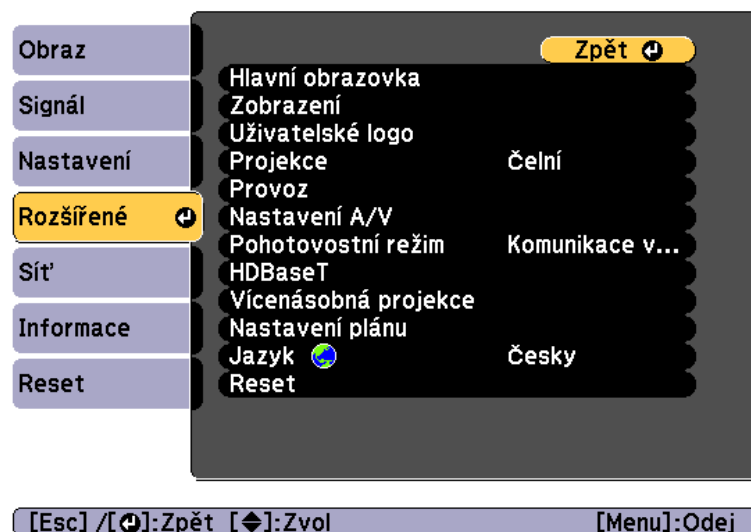 Obraz
Signál
Nastavení
Rozšířené
Síť
Informace
Reset
Zpět
Hlavní obrazovka
Zobrazení
Uživatelské logo
Projekce Čelní
Provoz
Nastavení A/V
Pohotovostní režim Komunikace v...
HDBaseT
Vícenásobná projekce
Nastavení plánu
Jazyk Česky
Reset
[Esc] /[⏎]:Zpět [◆]:Zvol [Menu]:Odej